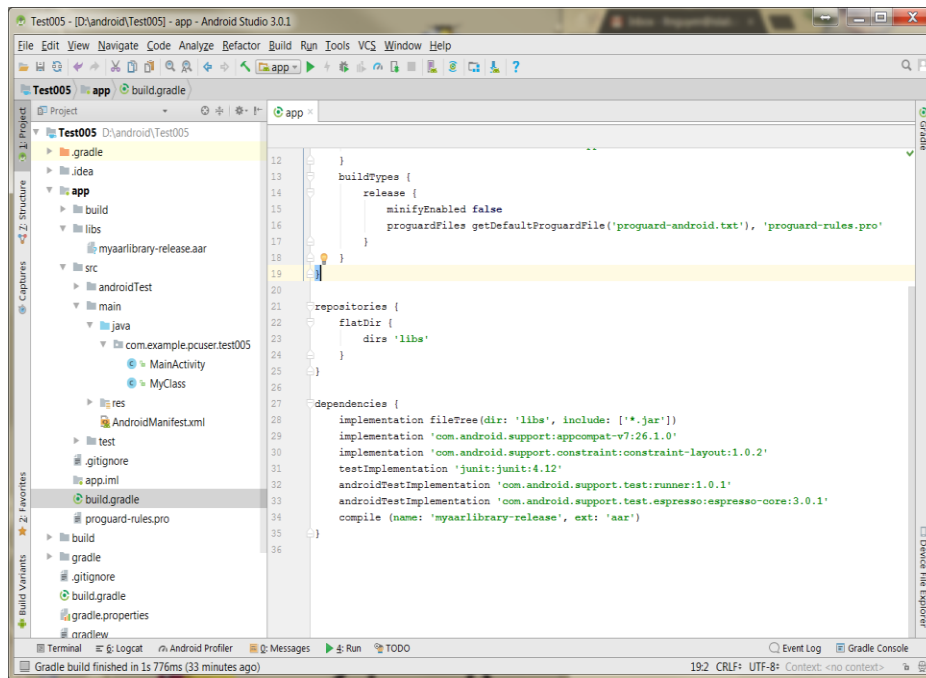 Test005 - [D:\android\Test005] - app - Android Studio 3.0.1
File Edit View Navigate Code Analyze Refactor Build Run Tools VCS Window Help
app
Test005 app build.gradle
Project
app
1: Project
7: Structure
Captures
2: Favorites
Build Variants
Test005 D:\android\Test005
.gradle
.idea
app
build
libs
myaarlibrary-release.aar
src
androidTest
main
java
com.example.pcuser.test005
MainActivity
MyClass
res
AndroidManifest.xml
test
.gitignore
app.iml
build.gradle
proguard-rules.pro
build
gradle
.gitignore
build.gradle
gradle.properties
gradlew
12 }
13 buildTypes {
14 release {
15 minifyEnabled false
16 proguardFiles getDefaultProguardFile('proguard-android.txt'), 'proguard-rules.pro'
17 }
18 }
19 }
20
21 repositories {
22 flatDir {
23 dirs 'libs'
24 }
25 }
26
27 dependencies {
28 implementation fileTree(dir: 'libs', include: ['*.jar'])
29 implementation 'com.android.support:appcompat-v7:26.1.0'
30 implementation 'com.android.support.constraint:constraint-layout:1.0.2'
31 testImplementation 'junit:junit:4.12'
32 androidTestImplementation 'com.android.support.test:runner:1.0.1'
33 androidTestImplementation 'com.android.support.test.espresso:espresso-core:3.0.1'
34 compile (name: 'myaarlibrary-release', ext: 'aar')
35 }
36
Gradle
Device File Explorer
Terminal 6: Logcat Android Profiler 0: Messages 4: Run TODO Event Log Gradle Console
Gradle build finished in 1s 776ms (33 minutes ago) 19:2 CRLF UTF-8 Context: <no context>